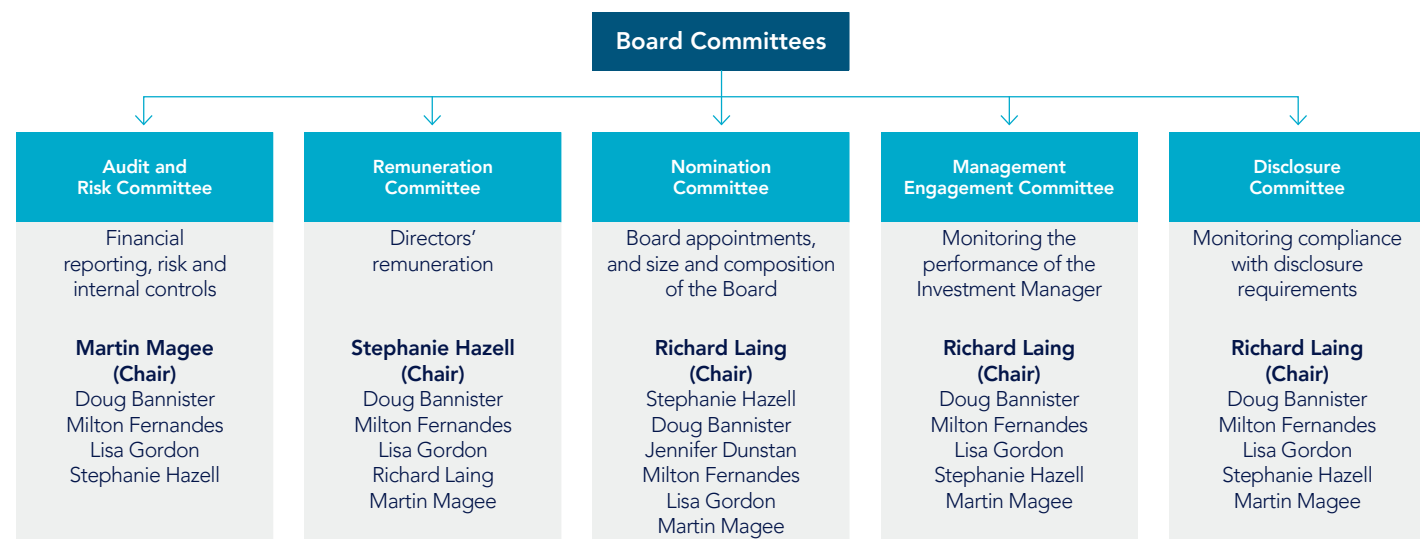 Board Committees
Audit and
Risk Committee
Financial
reporting, risk and
internal controls
Martin Magee
(Chair)
Doug Bannister
Milton Fernandes
Lisa Gordon
Stephanie Hazell
Remuneration
Committee
Directors’
remuneration
Stephanie Hazell
(Chair)
Doug Bannister
Milton Fernandes
Lisa Gordon
Richard Laing
Martin Magee
Nomination
Committee
Board appointments,
and size and composition
of the Board
Richard Laing
(Chair)
Stephanie Hazell
Doug Bannister
Jennifer Dunstan
Milton Fernandes
Lisa Gordon
Martin Magee
Management
Engagement Committee
Monitoring the
performance of the
Investment Manager
Richard Laing
(Chair)
Doug Bannister
Milton Fernandes
Lisa Gordon
Stephanie Hazell
Martin Magee
Disclosure
Committee
Monitoring compliance
with disclosure
requirements
Richard Laing
(Chair)
Doug Bannister
Milton Fernandes
Lisa Gordon
Stephanie Hazell
Martin Magee